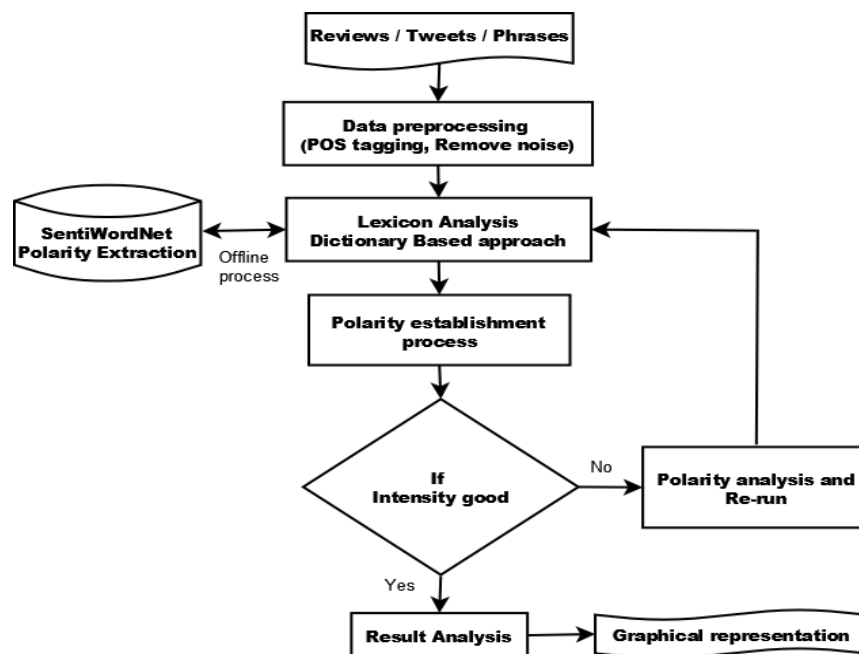 Reviews / Tweets / Phrases
Data preprocessing
(POS tagging, Remove noise)
SentiWordNet
Polarity Extraction
Offline
process
Lexicon Analysis
Dictionary Based approach
Polarity establishment
process
If
Intensity good
No
Polarity analysis and
Re-run
Yes
Result Analysis
Graphical representation